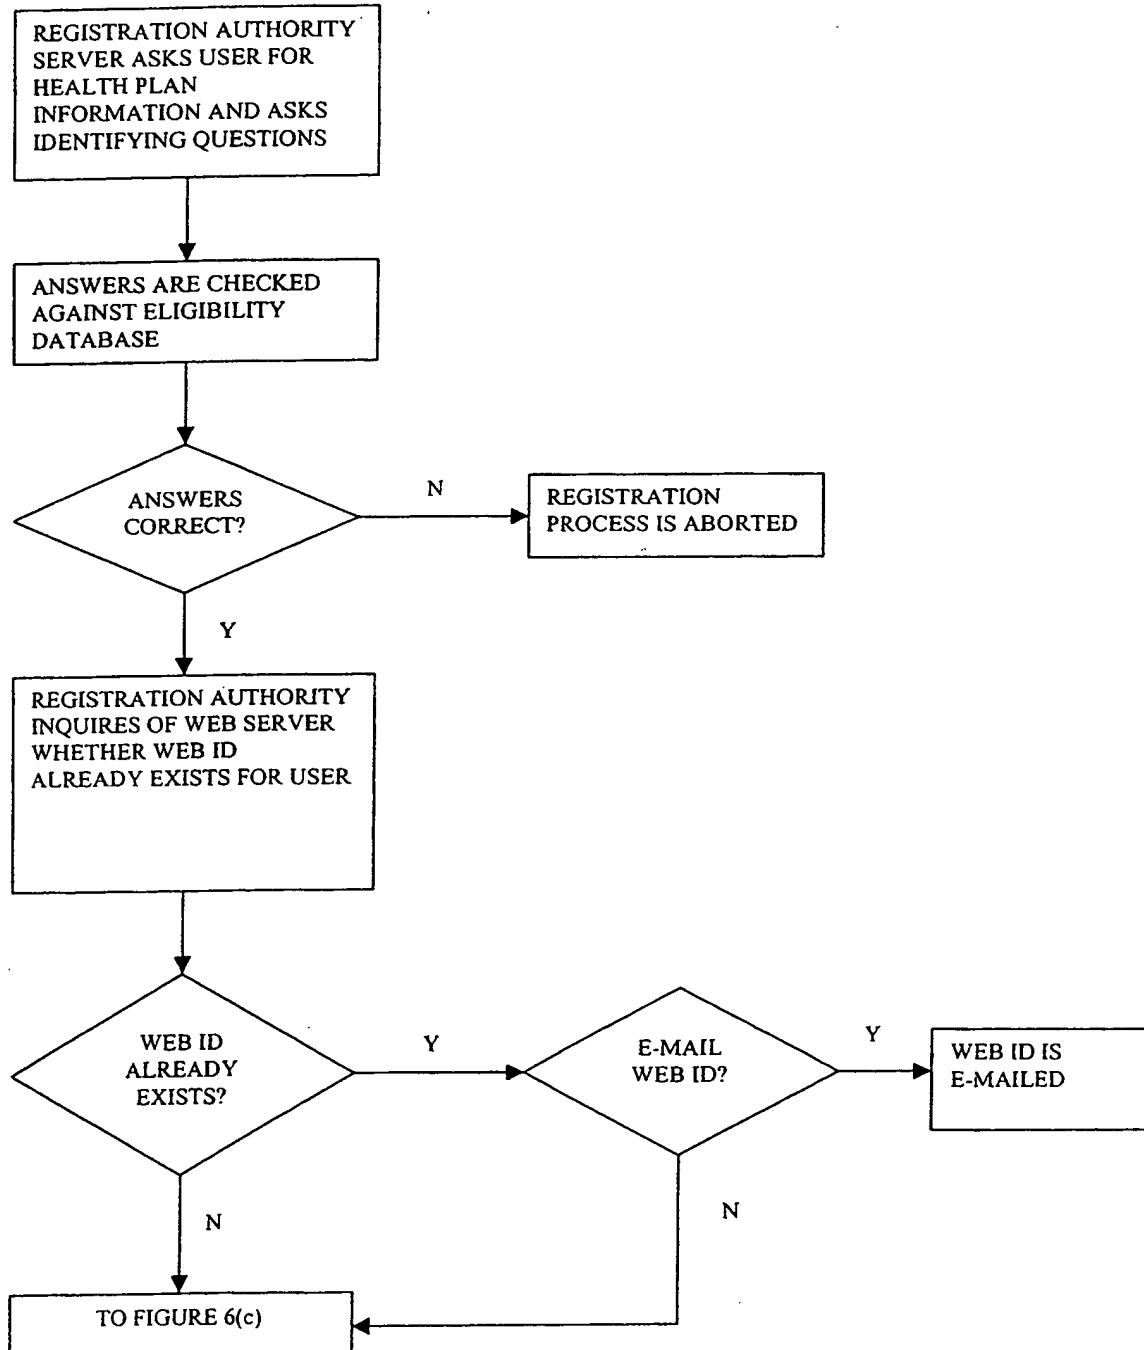 REGISTRATION AUTHORITY
SERVER ASKS USER FOR
HEALTH PLAN
INFORMATION AND ASKS
IDENTIFYING QUESTIONS
ANSWERS ARE CHECKED
AGAINST ELIGIBILITY
DATABASE
ANSWERS
CORRECT?
N
REGISTRATION
PROCESS IS ABORTED
Y
REGISTRATION AUTHORITY
INQUIRES OF WEB SERVER
WHETHER WEB ID
ALREADY EXISTS FOR USER
WEB ID
ALREADY
EXISTS?
Y
E-MAIL
WEB ID?
Y
WEB ID IS
E-MAILED
N
N
TO FIGURE 6(c)